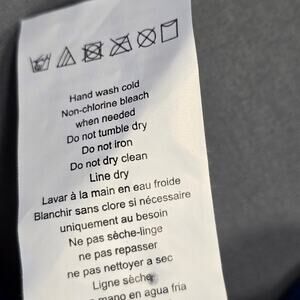 Hand wash cold
Non-chlorine bleach
when needed
Do not tumble dry
Do not iron
Do not dry clean
Line dry
Lavar à la main en eau froide
Blanchir sans clore si nécessaire
uniquement au besoin
Ne pas sèche-linge
ne pas repasser
ne pas nettoyer a sec
Ligne sèche
mano en agua fria